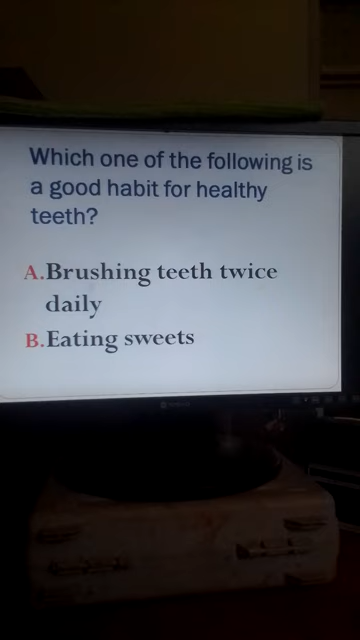 Which one of the following is
a good habit for healthy
teeth?
A.Brushing teeth twice
daily
B.Eating sweets